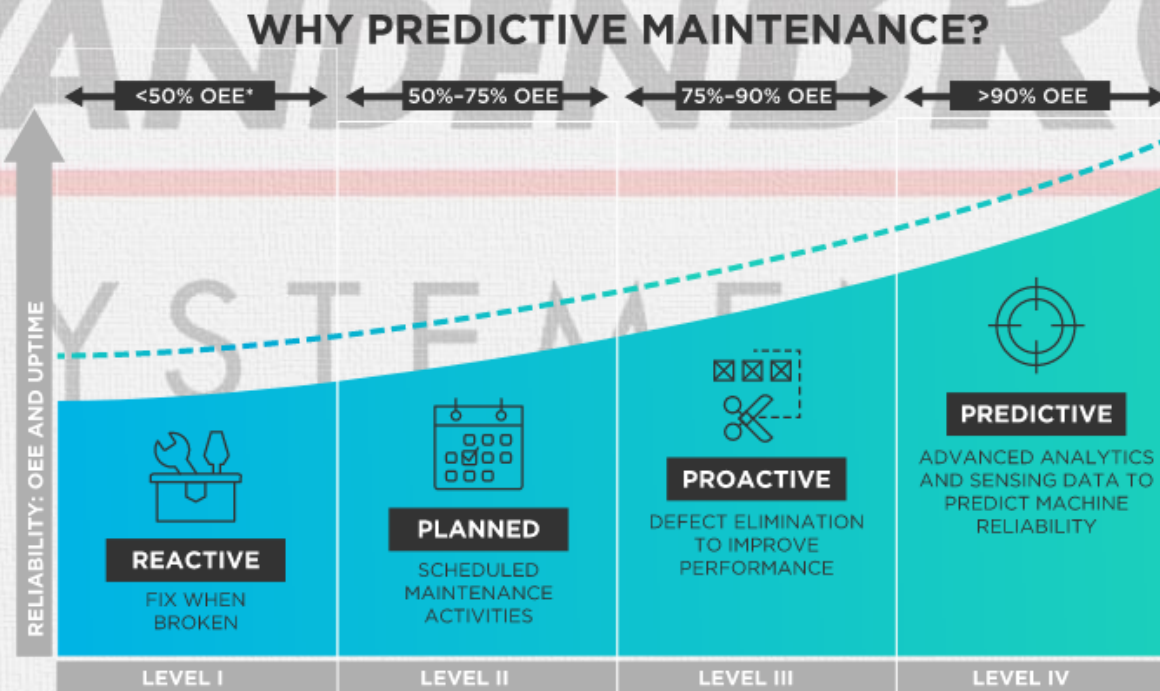 WHY PREDICTIVE MAINTENANCE?
<50% OEE*
50%–75% OEE
75%–90% OEE
>90% OEE
RELIABILITY: OEE AND UPTIME
REACTIVE
FIX WHEN
BROKEN
PLANNED
SCHEDULED
MAINTENANCE
ACTIVITIES
PROACTIVE
DEFECT ELIMINATION
TO IMPROVE
PERFORMANCE
PREDICTIVE
ADVANCED ANALYTICS
AND SENSING DATA TO
PREDICT MACHINE
RELIABILITY
LEVEL I
LEVEL II
LEVEL III
LEVEL IV